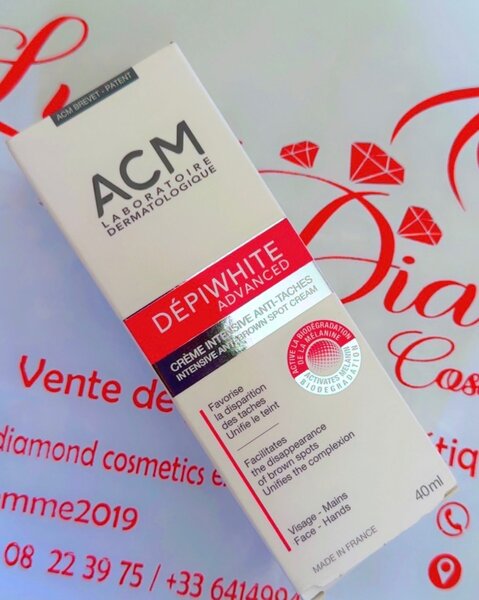 ACM BREVET - PATENT
ACM
LABORATOIRE
DERMATOLOGIQUE
DÉPIWHITE
ADVANCED
CRÈME INTENSIVE ANTI-TACHES
INTENSIVE ANTI-BROWN SPOT CREAM
ACTIVE LA BIODÉGRADATION
DE LA MÉLANINE
ACTIVATES MELANIN
BIODEGRADATION
Favorise
la disparition
des taches
Unifie le teint
Facilitates
the disappearance
of brown spots
Unifies the complexion
Visage - Mains
Face - Hands
40ml
MADE IN FRANCE
Vente de
diamond cosmetics
08 22 39 75 / +33 641499